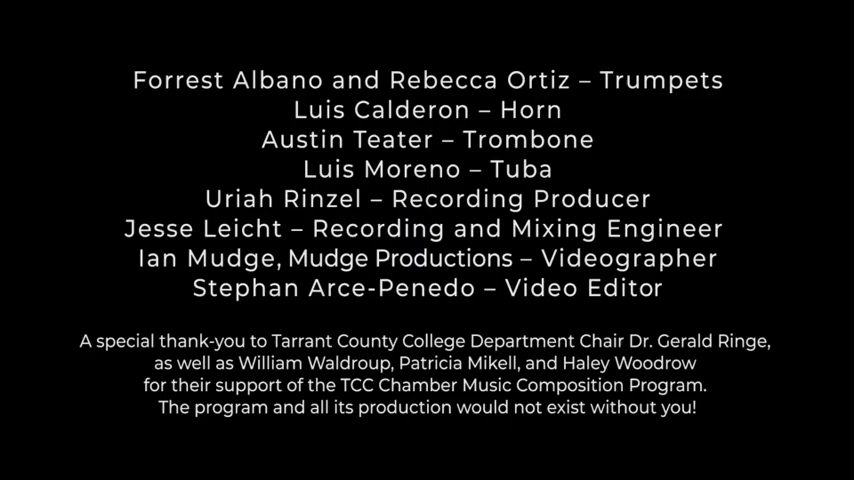 Forrest Albano and Rebecca Ortiz – Trumpets
Luis Calderon – Horn
Austin Teater – Trombone
Luis Moreno – Tuba
Uriah Rinzel – Recording Producer
Jesse Leicht – Recording and Mixing Engineer
Ian Mudge, Mudge Productions – Videographer
Stephan Arce-Penedo – Video Editor
A special thank-you to Tarrant County College Department Chair Dr. Gerald Ringe,
as well as William Waldroup, Patricia Mikell, and Haley Woodrow
for their support of the TCC Chamber Music Composition Program.
The program and all its production would not exist without you!